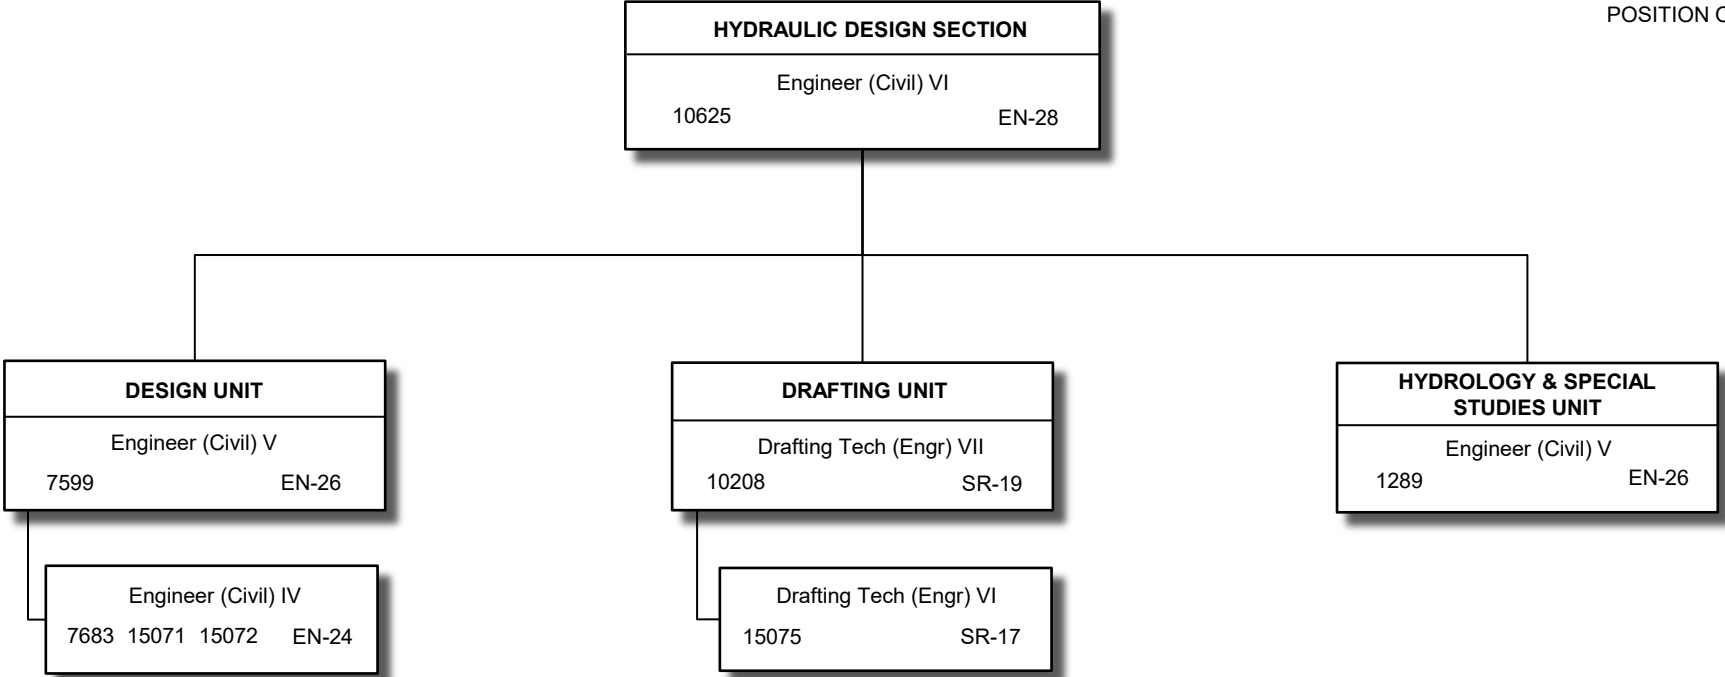 POSITION
HYDRAULIC DESIGN SECTION
Engineer (Civil) VI
10625 EN-28
DESIGN UNIT
Engineer (Civil) V
7599 EN-26
DRAFTING UNIT
Drafting Tech (Engr) VII
10208 SR-19
HYDROLOGY & SPECIAL
STUDIES UNIT
Engineer (Civil) V
1289 EN-26
Engineer (Civil) IV
7683 15071 15072 EN-24
Drafting Tech (Engr) VI
15075 SR-17